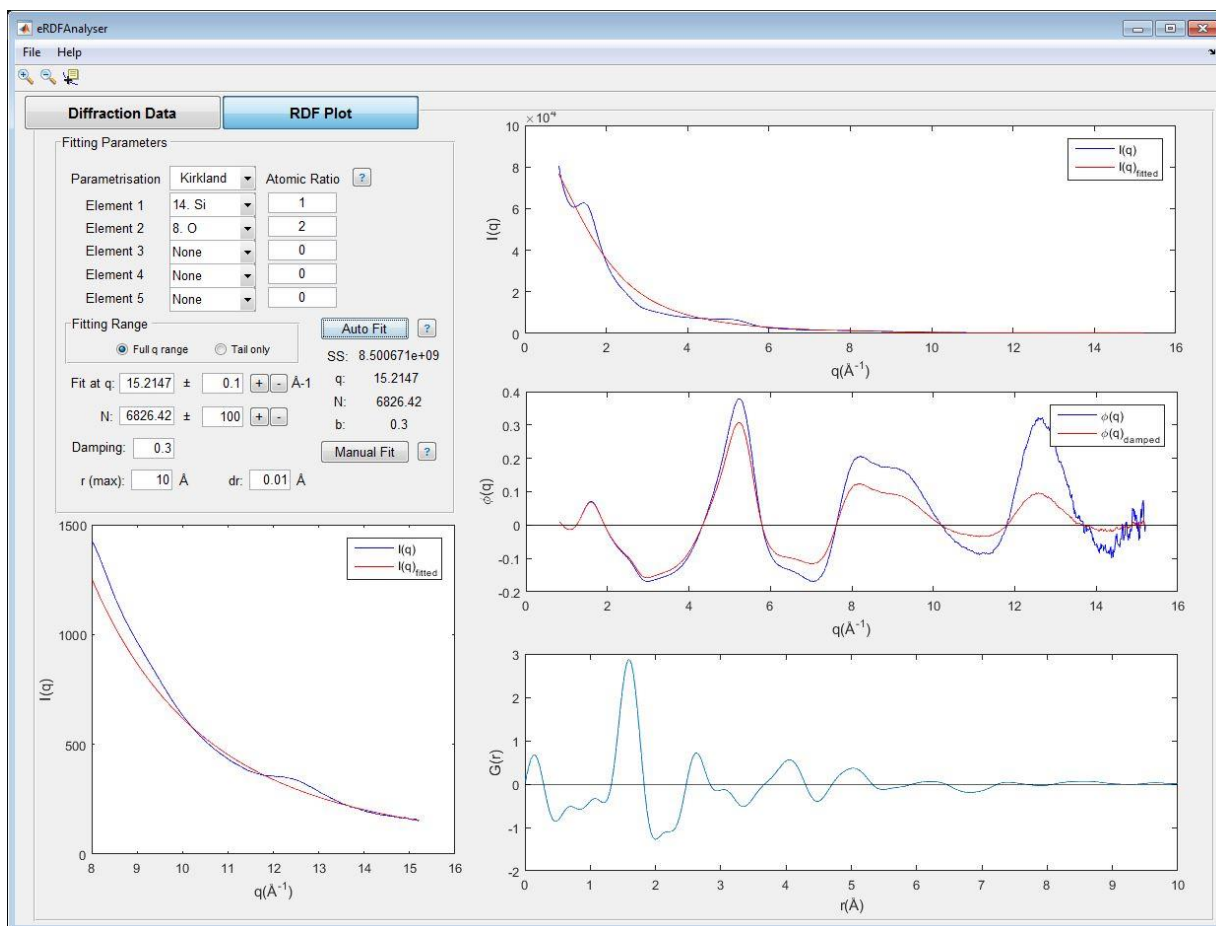 eRDFAnalyser
File Help
Diffraction Data RDF Plot
Fitting Parameters
Parametrisation Kirkland Atomic Ratio ?
Element 1 14. Si 1
Element 2 8. O 2
Element 3 None 0
Element 4 None 0
Element 5 None 0
Fitting Range
Full q range Tail only
Auto Fit ?
SS: 8.500671e+09
q: 15.2147
N: 6826.42
b: 0.3
Fit at q: 15.2147 ± 0.1 + - Å-1
N: 6826.42 ± 100 + -
Damping: 0.3
Manual Fit ?
r (max): 10 Å dr: 0.01 Å
1500
1000
500
0
I(q)
I(q)
I(q)fitted
8 9 10 11 12 13 14 15 16
q(Å-1)
×10⁴
10
8
6
4
2
0
I(q)
I(q)
I(q)fitted
0 2 4 6 8 10 12 14 16
q(Å-1)
0.4
0.3
0.2
0.1
0
-0.1
-0.2
ϕ(q)
ϕ(q)
ϕ(q)damped
0 2 4 6 8 10 12 14 16
q(Å-1)
3
2
1
0
-1
-2
G(r)
0 1 2 3 4 5 6 7 8 9 10
r(Å)